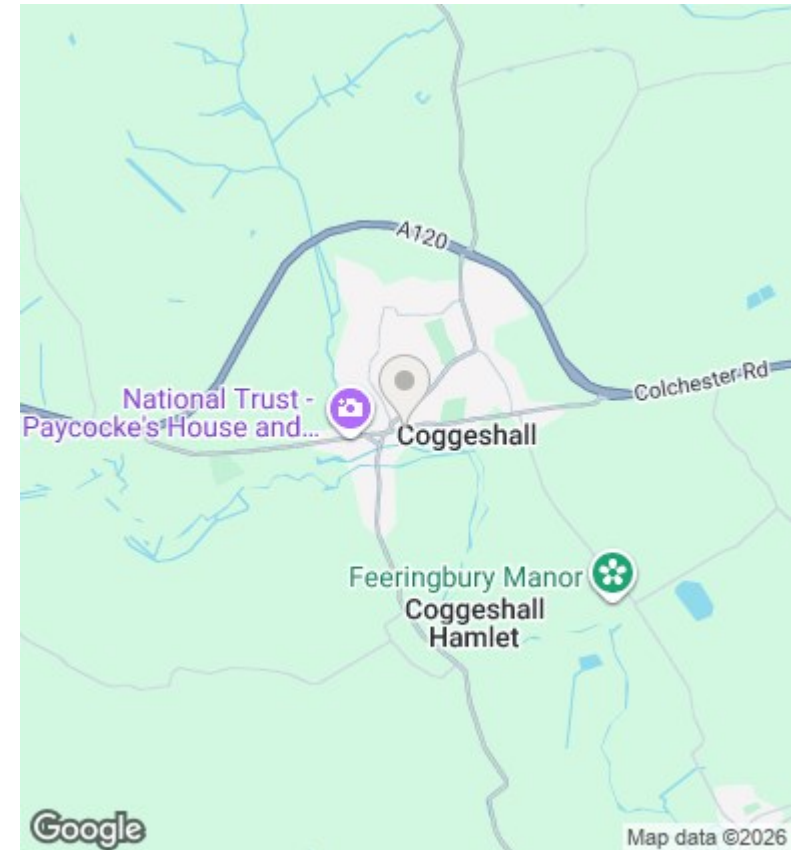 A120
Colchester Rd
National Trust -
Paycocke's House and...
Coggeshall
Feeringbury Manor
Coggeshall
Hamlet
Google
Map data ©2026